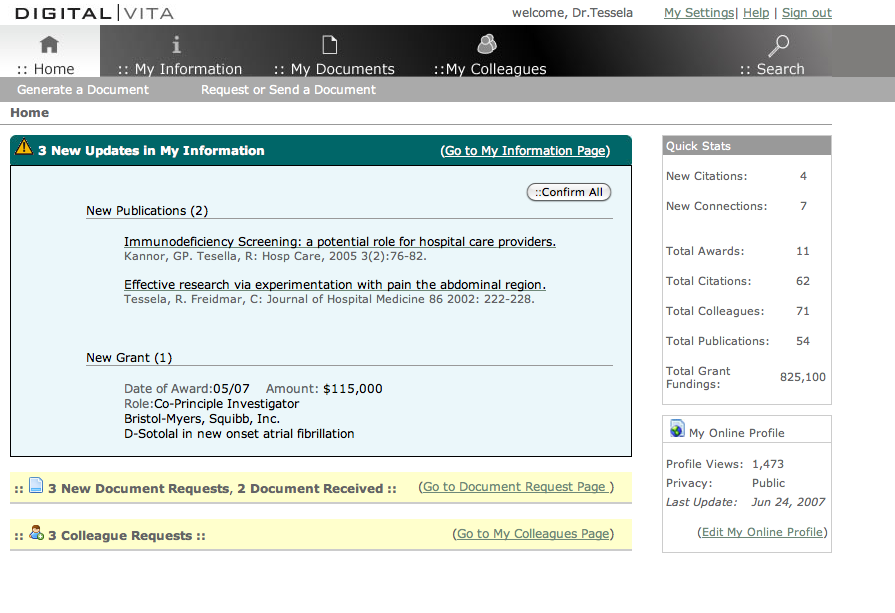 DIGITAL|VITA
welcome, Dr.Tessela
My Settings| Help | Sign out
:: Home
:: My Information
:: My Documents
::My Colleagues
:: Search
Generate a Document
Request or Send a Document
Home
3 New Updates in My Information
(Go to My Information Page)
::Confirm All
New Publications (2)
Immunodeficiency Screening: a potential role for hospital care providers.
Kannor, GP. Tesella, R: Hosp Care, 2005 3(2):76-82.
Effective research via experimentation with pain the abdominal region.
Tessela, R. Freidmar, C: Journal of Hospital Medicine 86 2002: 222-228.
New Grant (1)
Date of Award:05/07 Amount: $115,000
Role:Co-Principle Investigator
Bristol-Myers, Squibb, Inc.
D-Sotolal in new onset atrial fibrillation
:: 3 New Document Requests, 2 Document Received ::
(Go to Document Request Page )
:: 3 Colleague Requests ::
(Go to My Colleagues Page)
Quick Stats
New Citations: 4
New Connections: 7
Total Awards: 11
Total Citations: 62
Total Colleagues: 71
Total Publications: 54
Total Grant
Fundings: 825,100
My Online Profile
Profile Views: 1,473
Privacy: Public
Last Update: Jun 24, 2007
(Edit My Online Profile)